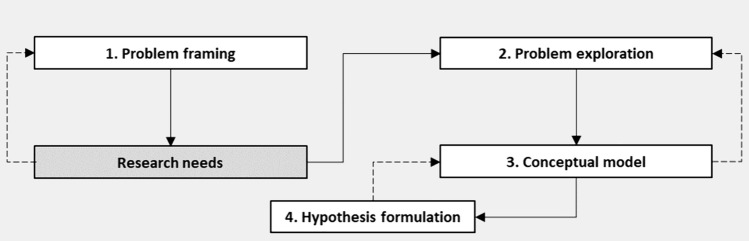 1. Problem framing
2. Problem exploration
Research needs
3. Conceptual model
4. Hypothesis formulation